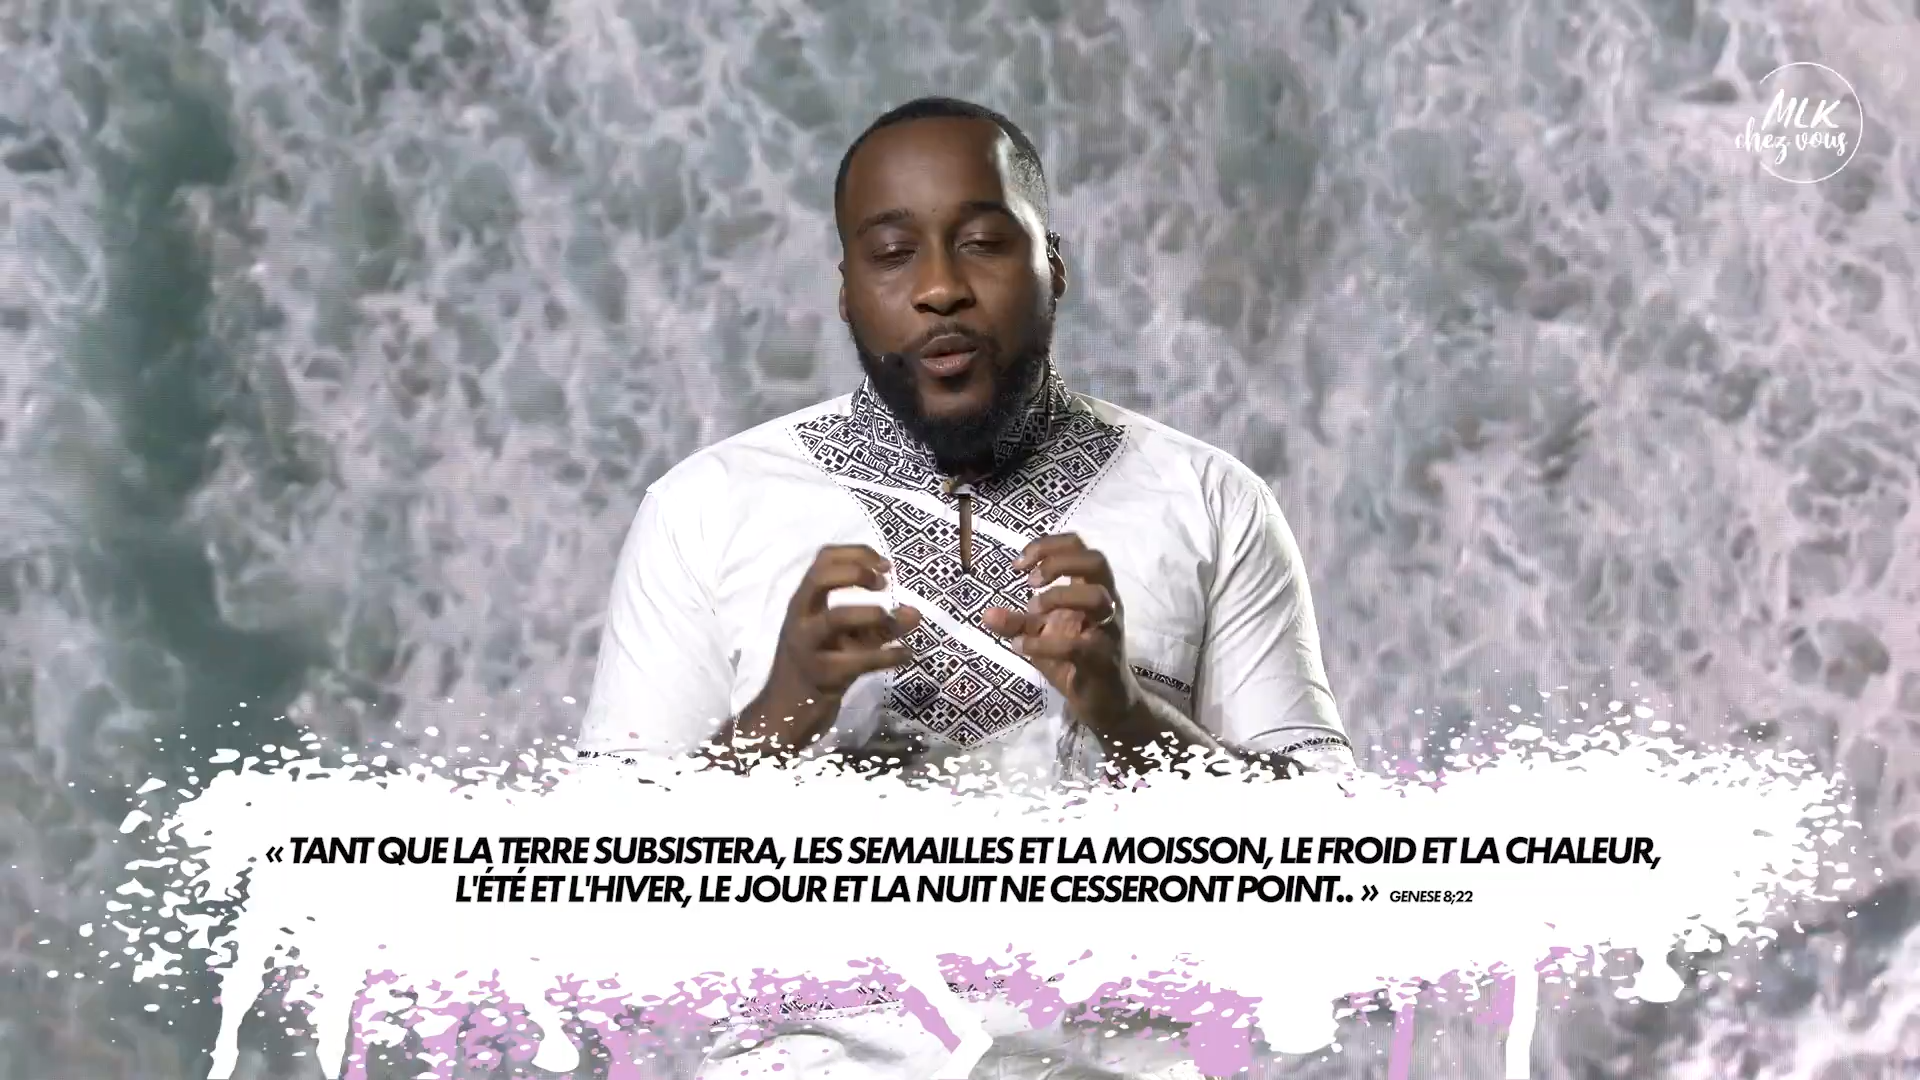 MLK
chez vous
« TANT QUE LA TERRE SUBSISTERA, LES SEMAILLES ET LA MOISSON, LE FROID ET LA CHALEUR,
L'ÉTÉ ET L'HIVER, LE JOUR ET LA NUIT NE CESSERONT POINT.. » GENESE 8;22